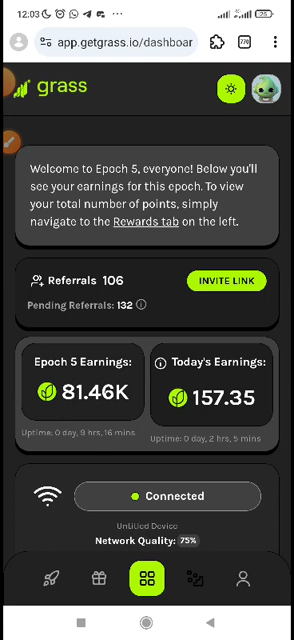 12:03
25
app.getgrass.io/dashboar
770
grass
Welcome to Epoch 5, everyone! Below you'll
see your earnings for this epoch. To view
your total number of points, simply
navigate to the Rewards tab on the left.
Referrals 106
INVITE LINK
Pending Referrals: 132
Epoch 5 Earnings:
81.46K
Uptime: 0 day, 9 hrs, 16 mins
Today's Earnings:
157.35
Uptime: 0 day, 2 hrs, 5 mins
Connected
Untitled Device
Network Quality: 75%